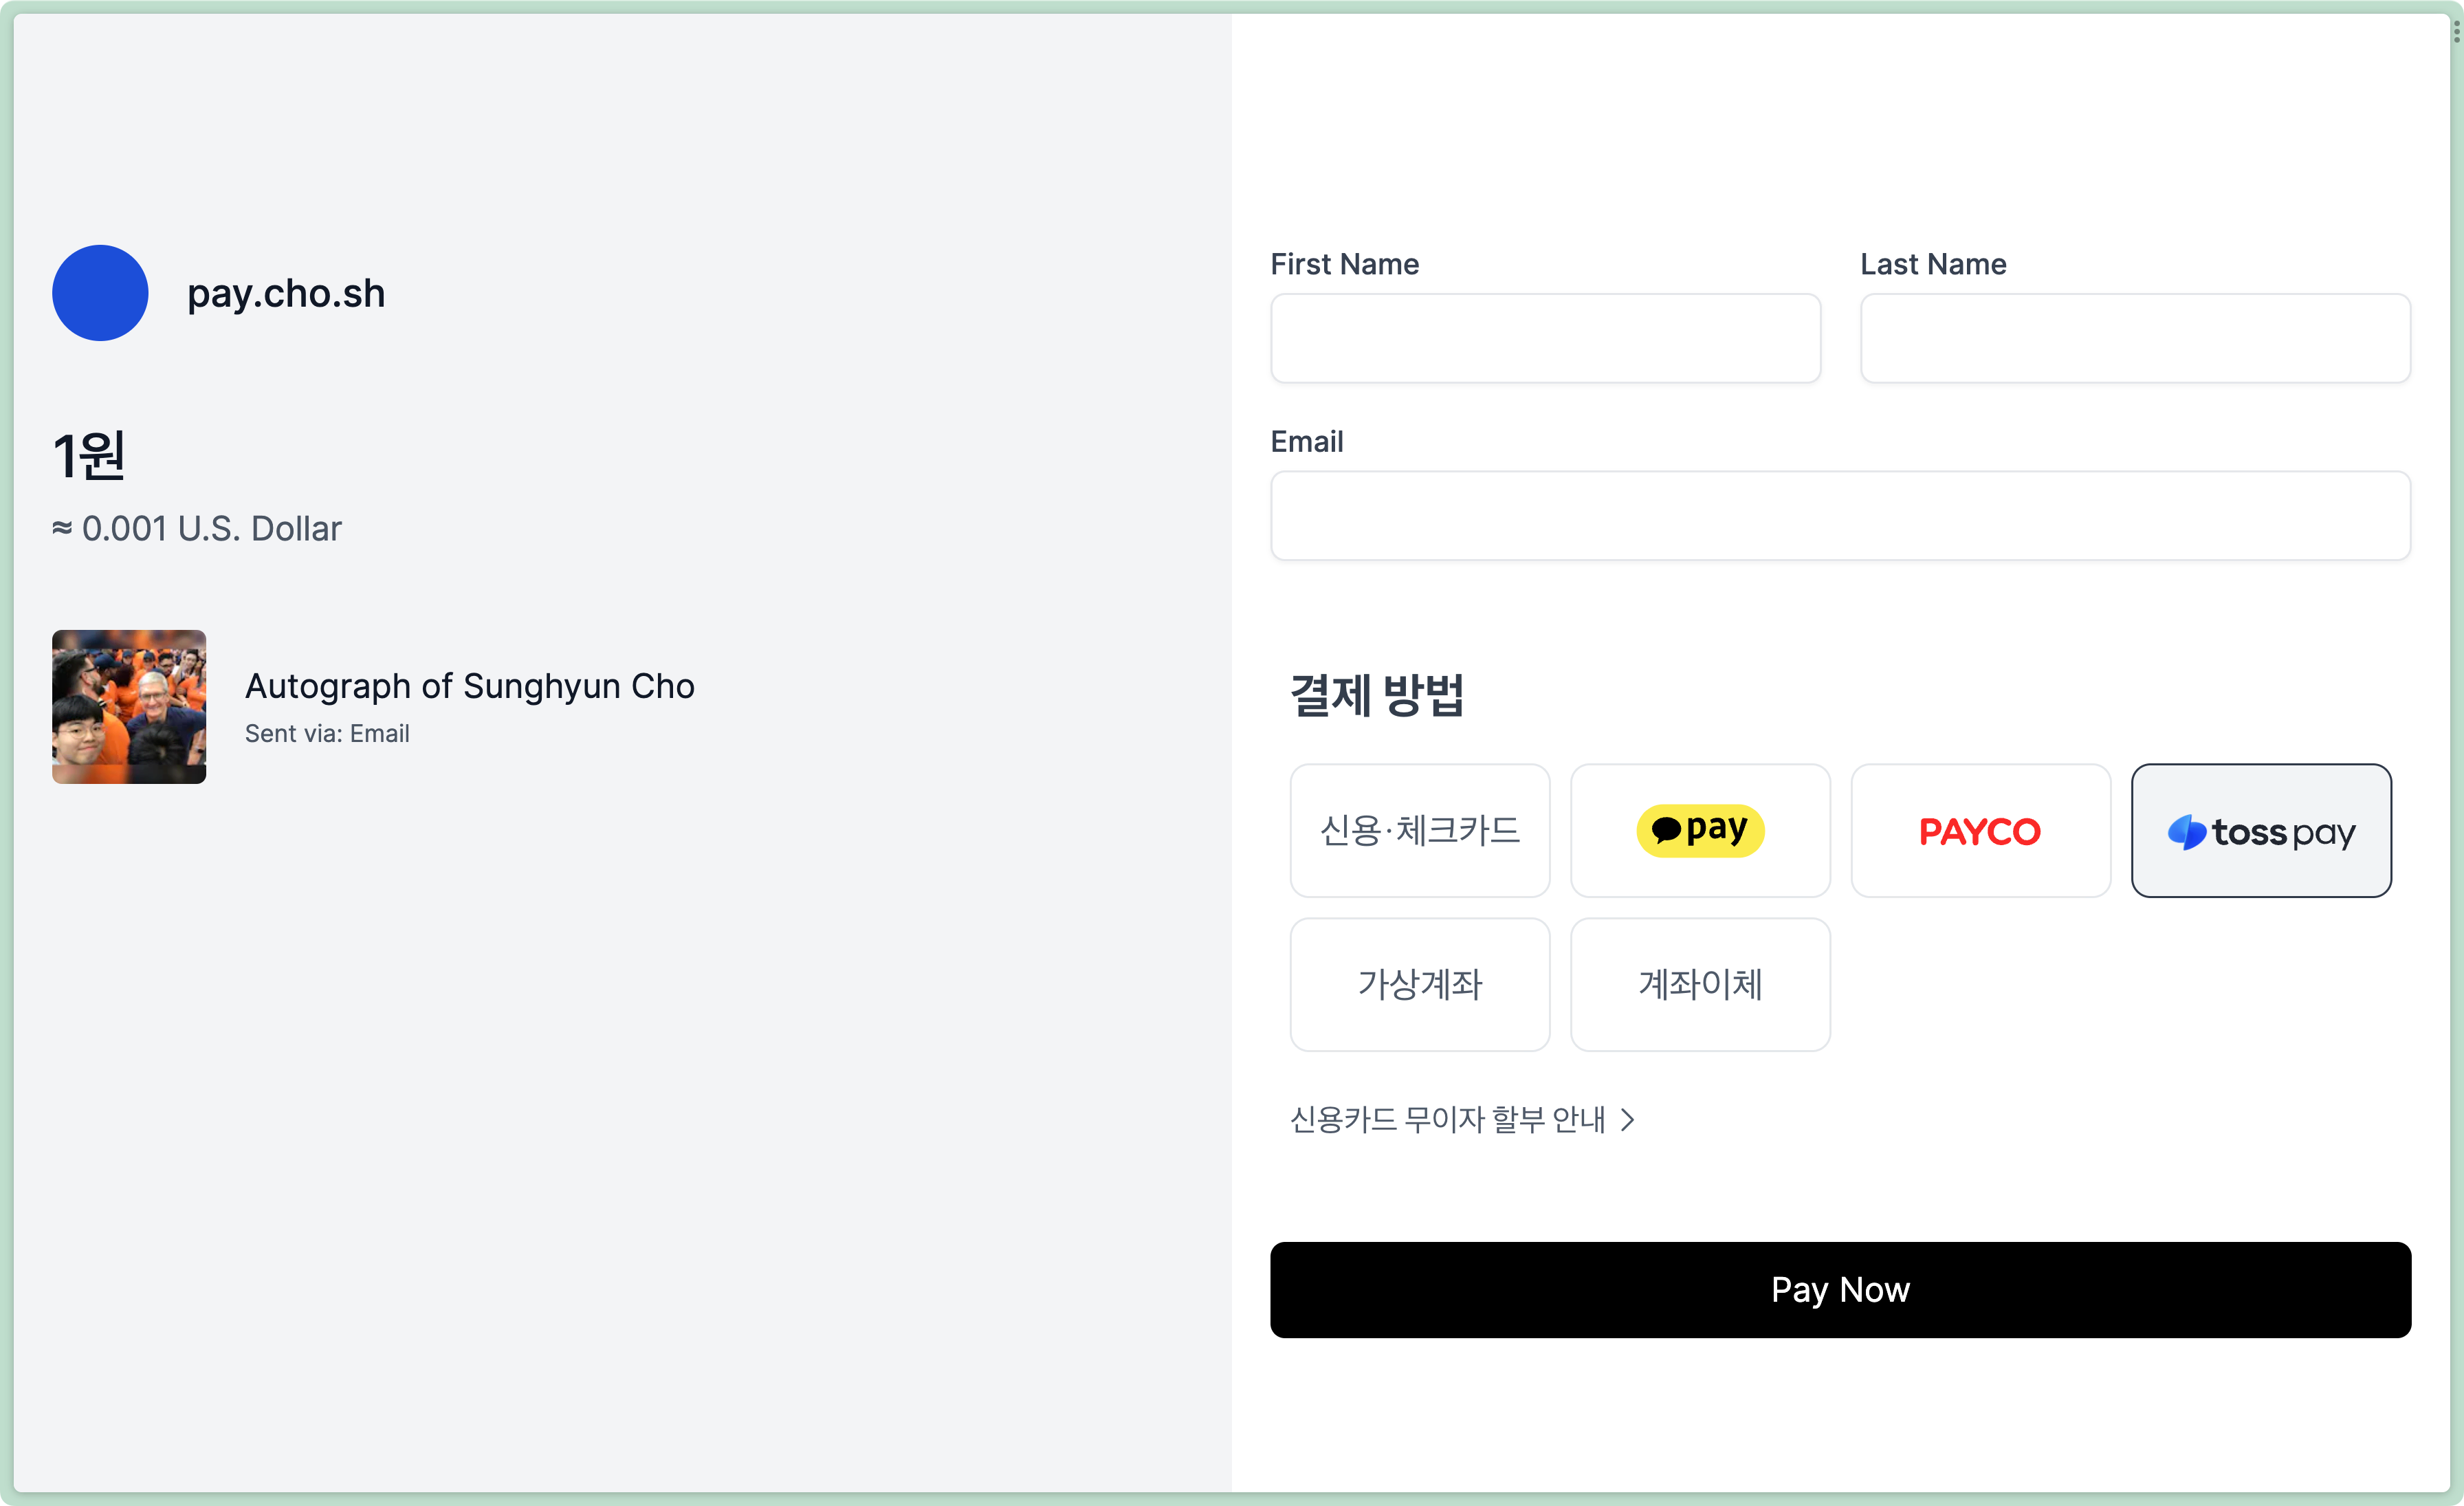 pay.cho.sh
1원
≈ 0.001 U.S. Dollar
Autograph of Sunghyun Cho
Sent via: Email
First Name
Last Name
Email
결제 방법
신용·체크카드
pay
PAYCO
toss pay
가상계좌
계좌이체
신용카드 무이자 할부 안내
Pay Now